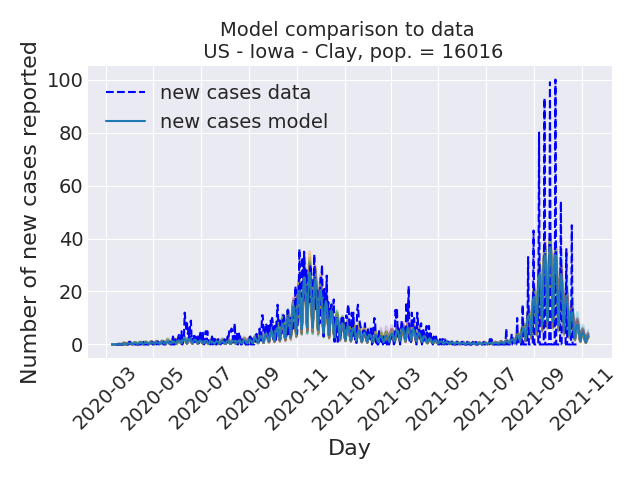 Model comparison to data
US - Iowa - Clay, pop. = 16016
Number of new cases reported
100
80
60
40
20
0
new cases data
new cases model
2020-03
2020-05
2020-07
2020-09
2020-11
2021-01
2021-03
2021-05
2021-07
2021-09
2021-11
Day